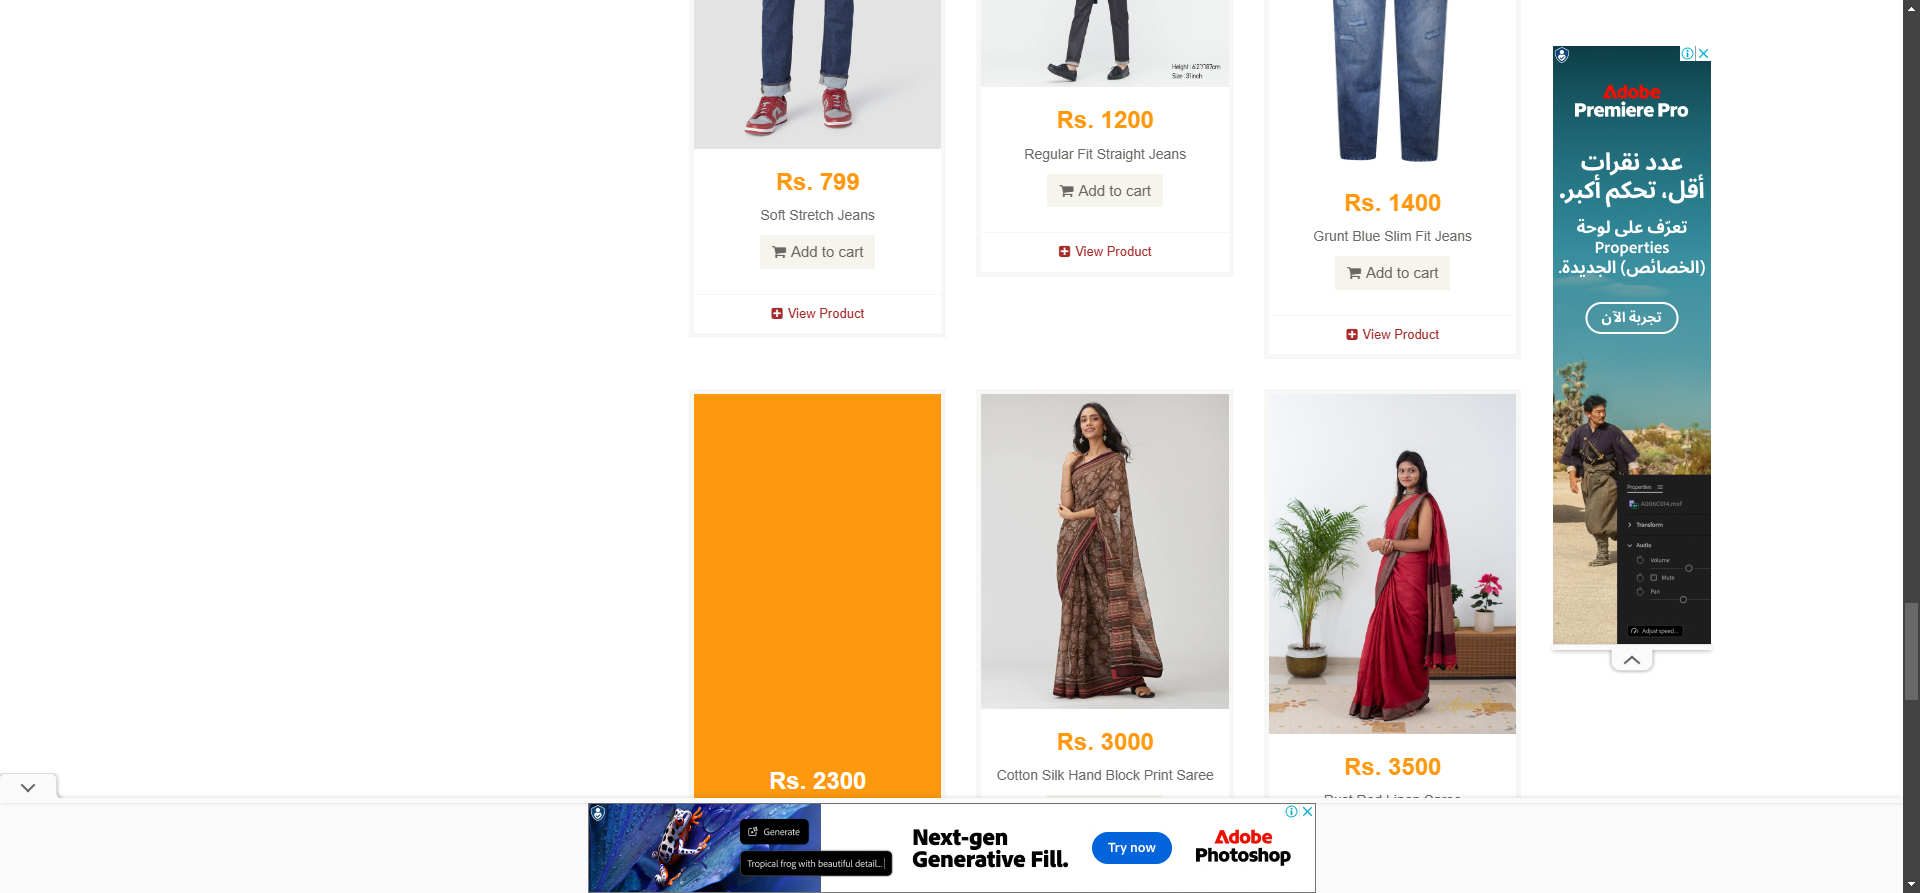 Rs. 799
Soft Stretch Jeans
Add to cart
View Product
Height : 6'2"/187cm
Size : 31inch
Rs. 1200
Regular Fit Straight Jeans
Add to cart
View Product
Rs. 1400
Grunt Blue Slim Fit Jeans
Add to cart
View Product
Adobe
Premiere Pro
عدد نقرات
أقل، تحكم أكبر.
تعرّف على لوحة
Properties
(الخصائص) الجديدة.
تجربة الآن
Properties
A096C014.mxf
Transform
Audio
Volume
Mute
Pan
Adjust speed...
Rs. 2300
Rs. 3000
Cotton Silk Hand Block Print Saree
Rs. 3500
Generate
Tropical frog with beautiful detail...
Next-gen
Generative Fill.
Try now
Adobe
Photoshop